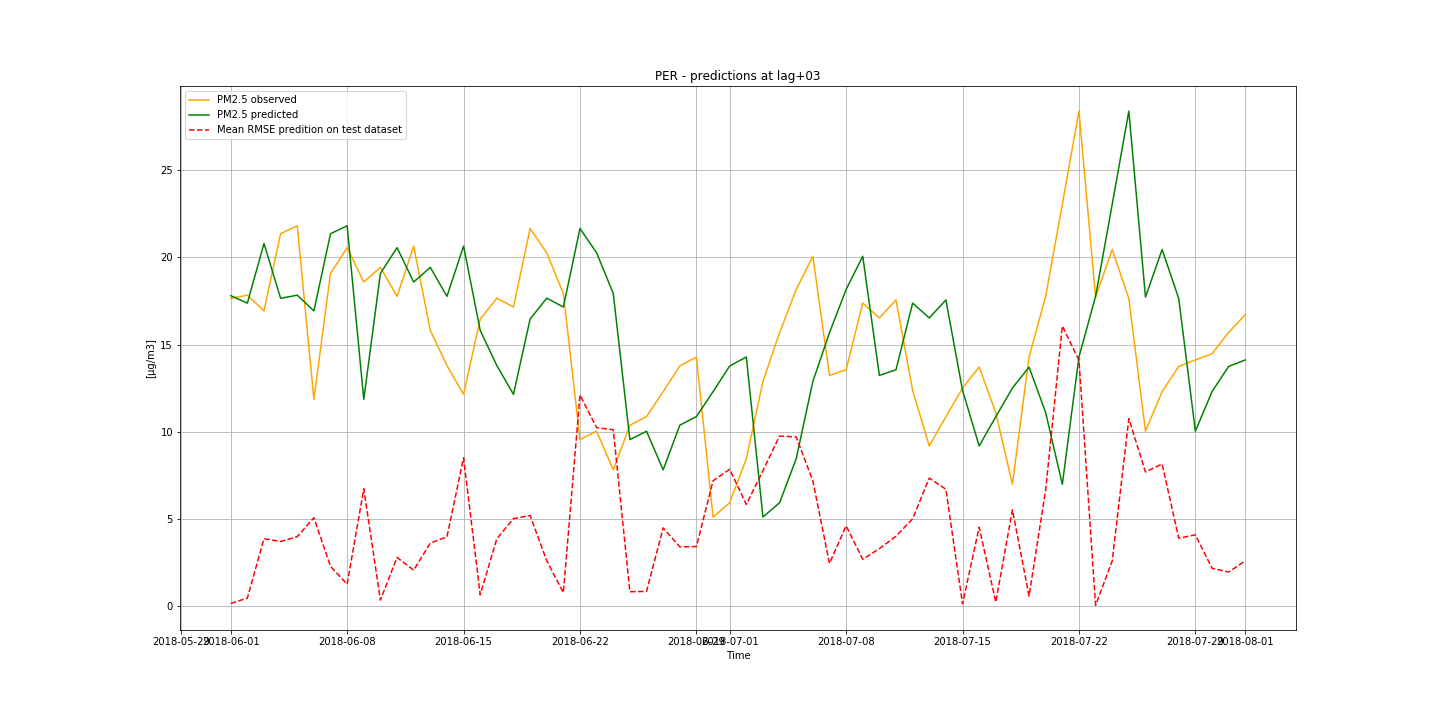 PER - predictions at lag+03
PM2.5 observed
PM2.5 predicted
Mean RMSE predition on test dataset
25
20
15
10
5
0
[µg/m3]
2018-05-29 2018-06-01 2018-06-08 2018-06-15 2018-06-22 2018-06-29 2018-07-01 2018-07-08 2018-07-15 2018-07-22 2018-07-29 2018-08-01
Time